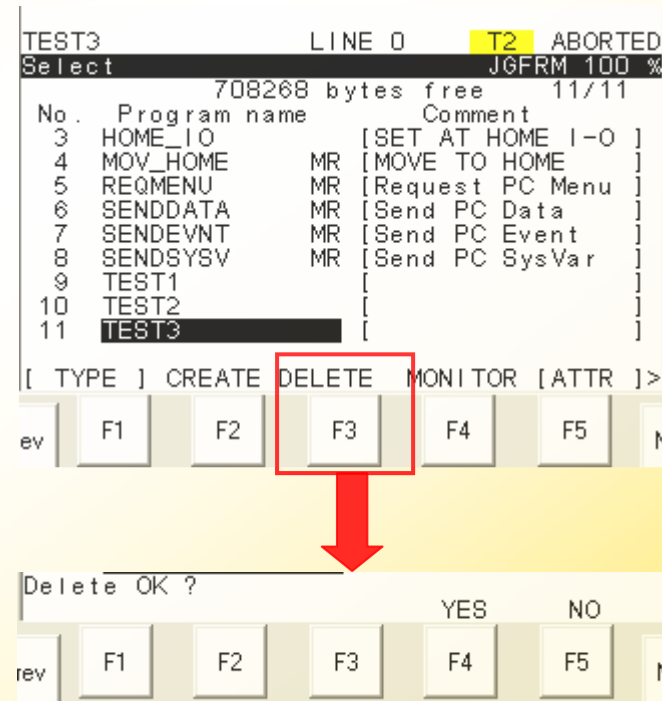 TEST3 LINE 0 T2 ABORTED
Select JGFRM 100 %
708268 bytes free 11/11
No. Program name Comment
3 HOME_IO [SET AT HOME I-O ]
4 MOV_HOME MR [MOVE TO HOME ]
5 REQMENU MR [Request PC Menu ]
6 SENDDATA MR [Send PC Data ]
7 SENDEVNT MR [Send PC Event ]
8 SENDSYSV MR [Send PC SysVar ]
9 TEST1 [ ]
10 TEST2 [ ]
11 TEST3 [ ]
[ TYPE ] CREATE DELETE MONITOR [ATTR ]>
ev F1 F2 F3 F4 F5
Delete OK ?
YES NO
rev F1 F2 F3 F4 F5